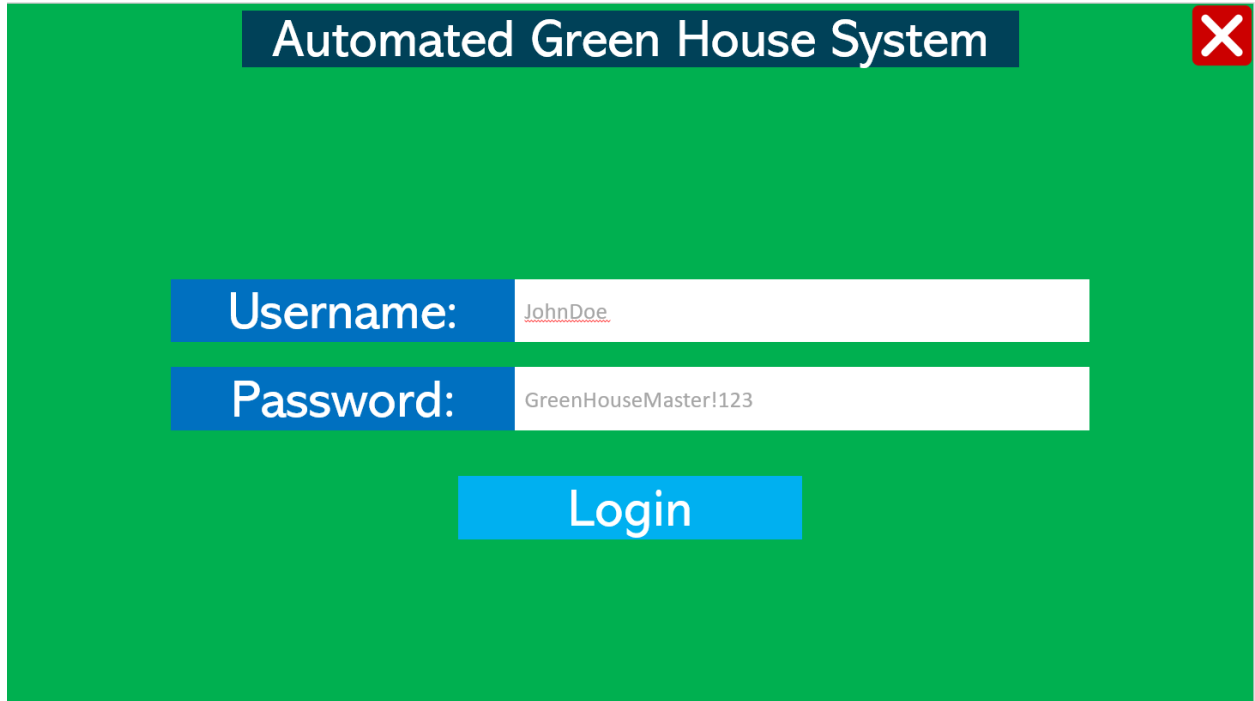 Automated Green House System
Username:
JohnDoe
Password:
GreenHouseMaster!123
Login